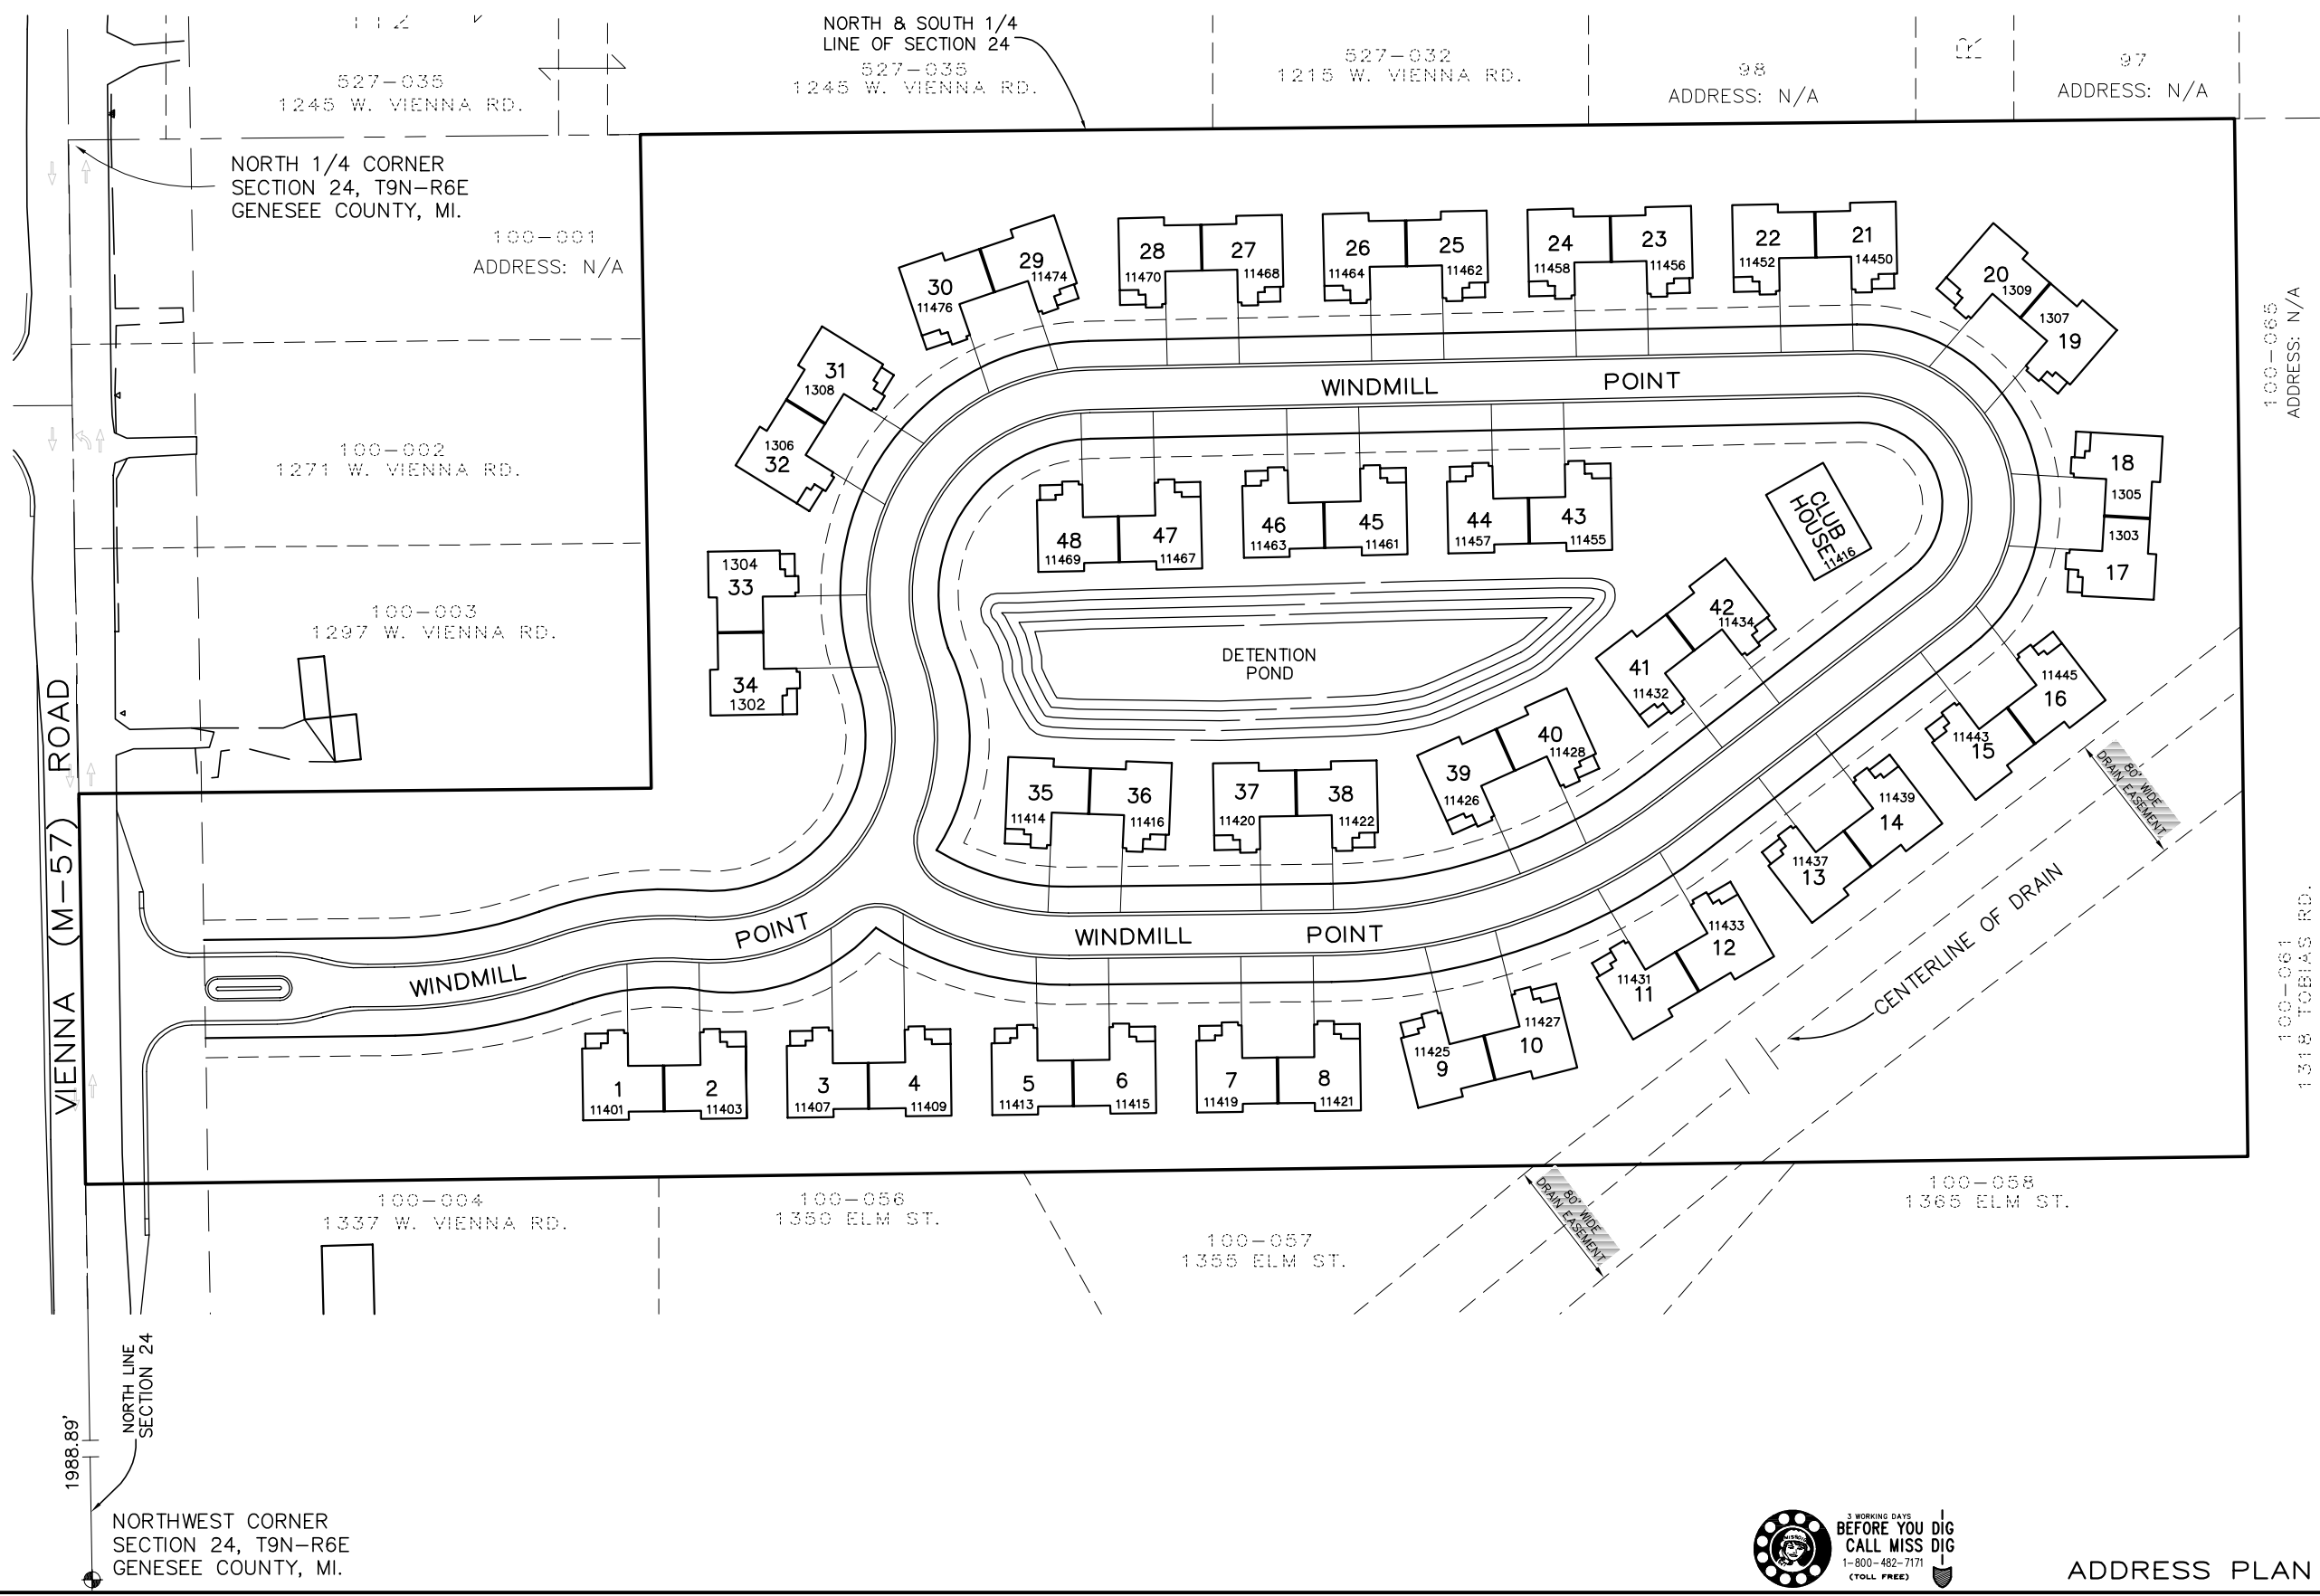 112
NORTH & SOUTH 1/4
LINE OF SECTION 24
527-035
1245 W. VIENNA RD.
527-035
1245 W. VIENNA RD.
527-032
1215 W. VIENNA RD.
98
ADDRESS: N/A
97
ADDRESS: N/A
NORTH 1/4 CORNER
SECTION 24, T9N-R6E
GENESEE COUNTY, MI.
100-001
ADDRESS: N/A
100-002
1271 W. VIENNA RD.
100-003
1297 W. VIENNA RD.
VIENNA (M-57) ROAD
30
11476
29
11474
28
11470
27
11468
26
11464
25
11462
24
11458
23
11456
22
11452
21
14450
20
1309
1307
19
31
1308
1306
32
WINDMILL POINT
18
1305
1303
17
100-065
ADDRESS: N/A
1304
33
34
1302
48
11469
47
11467
46
11463
45
11461
44
11457
43
11455
CLUB
HOUSE
11416
DETENTION
POND
42
11434
41
11432
40
11428
39
11426
35
11414
36
11416
37
11420
38
11422
11445
16
11443
15
11439
14
11437
13
11433
12
11431
11
11427
10
11425
9
80' WIDE
DRAIN EASEMENT
CENTERLINE OF DRAIN
WINDMILL POINT
WINDMILL POINT
1
11401
2
11403
3
11407
4
11409
5
11413
6
11415
7
11419
8
11421
100-061
1318 TOBIAS RD.
100-004
1337 W. VIENNA RD.
100-056
1350 ELM ST.
100-057
1355 ELM ST.
80' WIDE
DRAIN EASEMENT
100-058
1365 ELM ST.
NORTH LINE
SECTION 24
1988.89'
NORTHWEST CORNER
SECTION 24, T9N-R6E
GENESEE COUNTY, MI.
3 WORKING DAYS
BEFORE YOU DIG
CALL MISS DIG
1-800-482-7171
(TOLL FREE)
ADDRESS PLAN